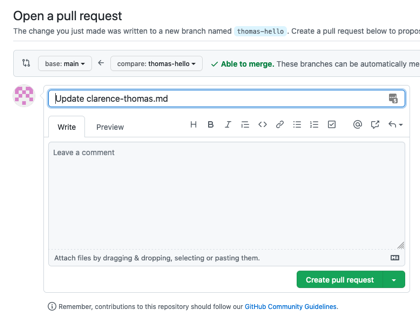 Open a pull request
The change you just made was written to a new branch named thomas-hello. Create a pull request below to propo
base: main ← compare: thomas-hello ✓ Able to merge. These branches can be automatically me
Update clarence-thomas.md
Write Preview H B I
Leave a comment
Attach files by dragging & dropping, selecting or pasting them.
Create pull request
Remember, contributions to this repository should follow our GitHub Community Guidelines.